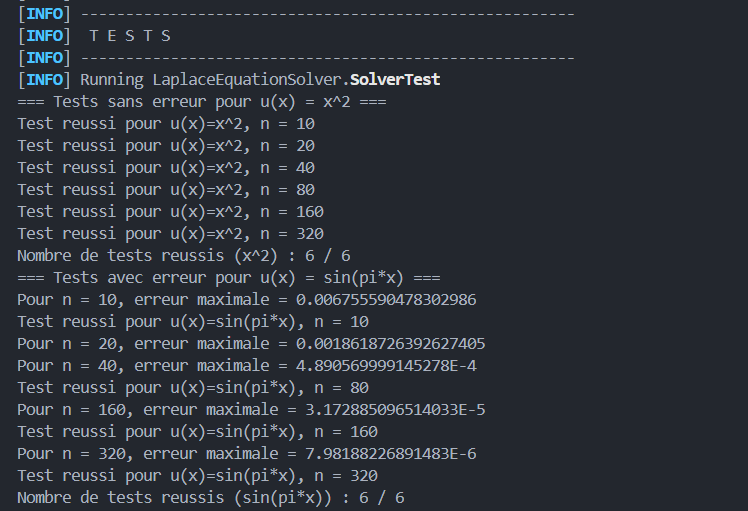 [INFO] -------------------------------------------------------
[INFO]  T E S T S
[INFO] -------------------------------------------------------
[INFO] Running LaplaceEquationSolver.SolverTest
=== Tests sans erreur pour u(x) = x^2 ===
Test reussi pour u(x)=x^2, n = 10
Test reussi pour u(x)=x^2, n = 20
Test reussi pour u(x)=x^2, n = 40
Test reussi pour u(x)=x^2, n = 80
Test reussi pour u(x)=x^2, n = 160
Test reussi pour u(x)=x^2, n = 320
Nombre de tests reussis (x^2) : 6 / 6
=== Tests avec erreur pour u(x) = sin(pi*x) ===
Pour n = 10, erreur maximale = 0.006755590478302986
Test reussi pour u(x)=sin(pi*x), n = 10
Pour n = 20, erreur maximale = 0.0018618726392627405
Pour n = 40, erreur maximale = 4.890569999145278E-4
Test reussi pour u(x)=sin(pi*x), n = 80
Pour n = 160, erreur maximale = 3.172885096514033E-5
Test reussi pour u(x)=sin(pi*x), n = 160
Pour n = 320, erreur maximale = 7.98188226891483E-6
Test reussi pour u(x)=sin(pi*x), n = 320
Nombre de tests reussis (sin(pi*x)) : 6 / 6